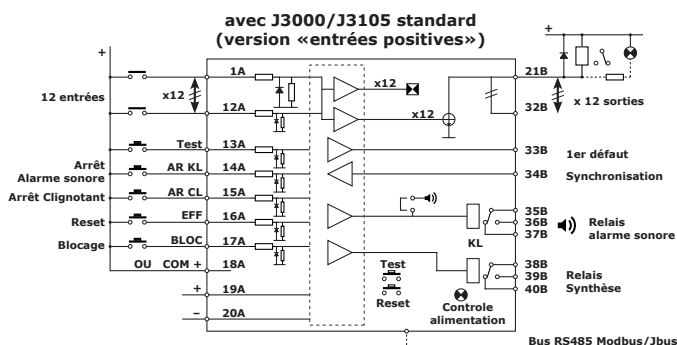 avec J3000/J3105 standard
(version «entrées positives»)
+
+
1A
x12
21B
12 entrées
x12
12A
x12
32B
x 12 sorties
Test
13A
33B
1er défaut
Arrêt
Alarme sonore
AR KL
14A
34B
Synchronisation
Arrêt Clignotant
AR CL
15A
Reset
EFF
16A
35B
36B
37B
Relais
alarme sonore
KL
Blocage
BLOC
17A
OU
COM +
18A
Test
38B
39B
40B
Relais
Synthèse
+
19A
Reset
Controle
alimentation
–
20A
Bus RS485 Modbus/Jbus